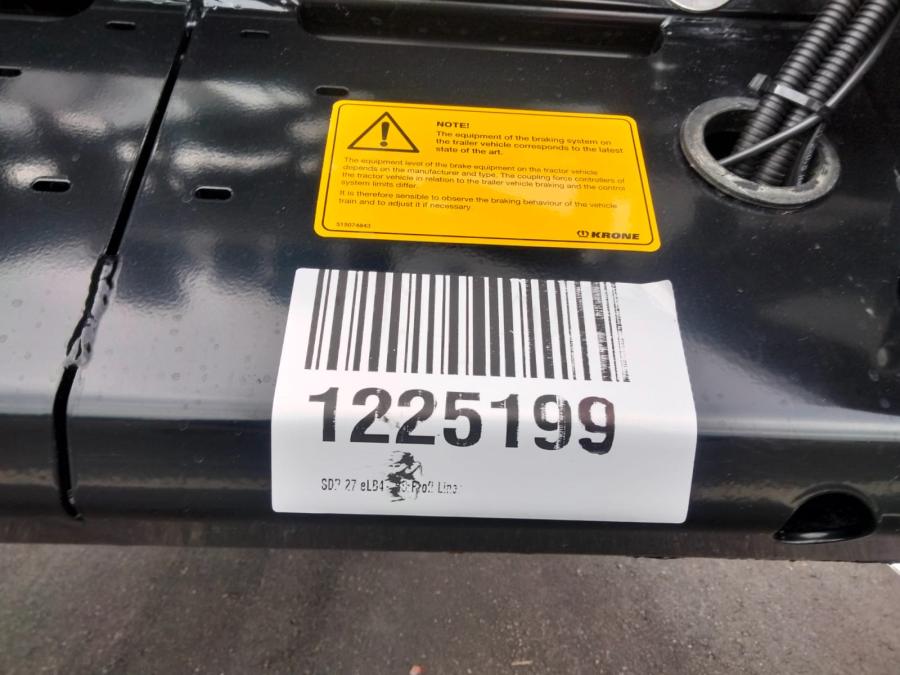 NOTE!
The equipment of the braking system on
the trailer vehicle corresponds to the latest
state of the art.
The equipment level of the brake equipment on the tractor vehicle
depends on the manufacturer and type. The coupling force controllers of
the tractor vehicle in relation to the trailer vehicle braking and the control
system limits differ.
It is therefore sensible to observe the braking behaviour of the vehicle
train and to adjust it if necessary
515074843
KRONE
1225199
27 eLB4 Profi Liner